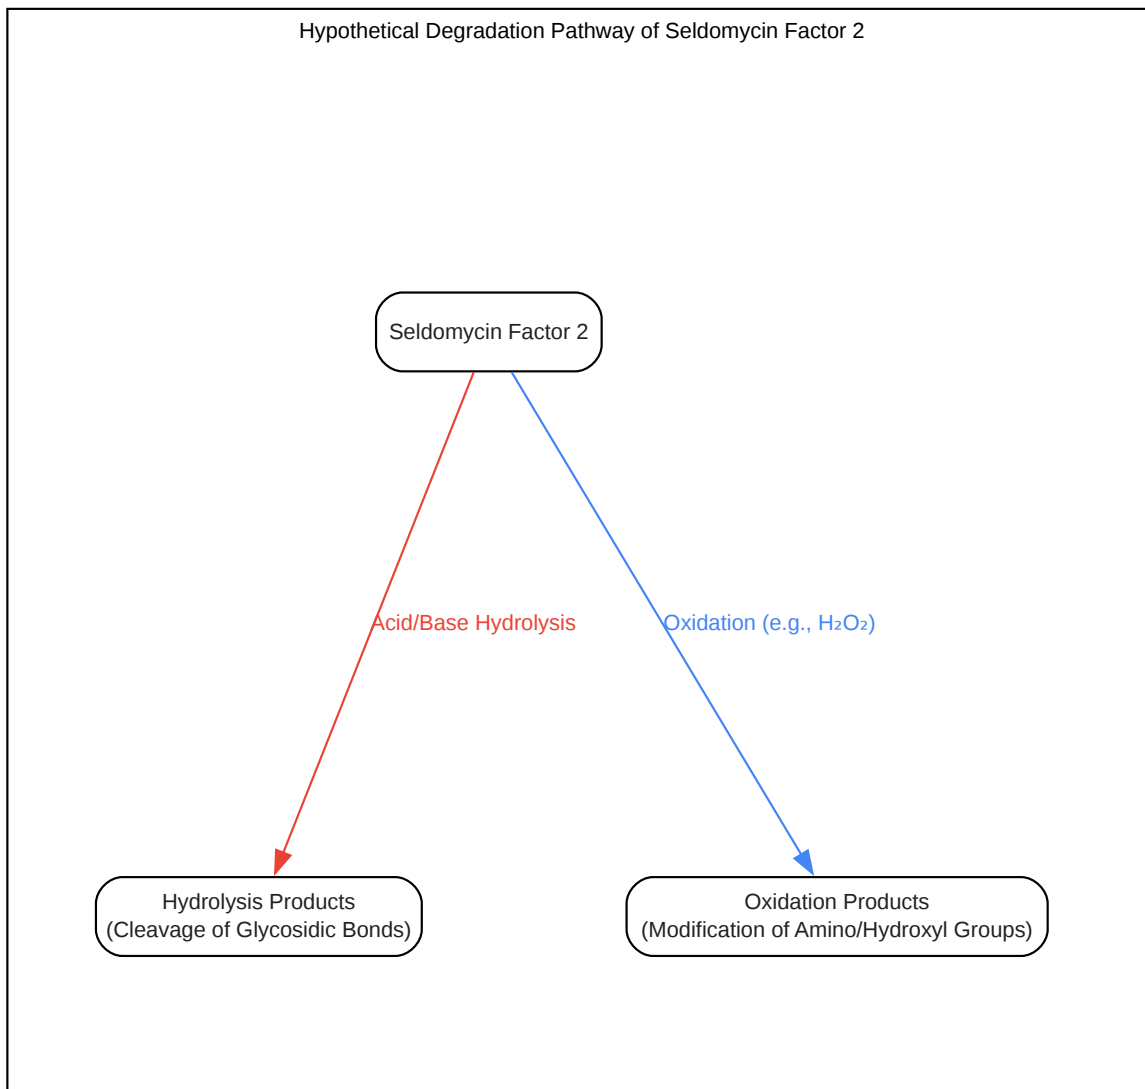 Hypothetical Degradation Pathway of Seldomycin Factor 2
Seldomycin Factor 2
Acid/Base Hydrolysis
Oxidation (e.g., H₂O₂)
Hydrolysis Products
(Cleavage of Glycosidic Bonds)
Oxidation Products
(Modification of Amino/Hydroxyl Groups)